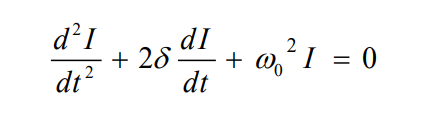 d²I/dt² + 2δ dI/dt + ω₀² I = 0